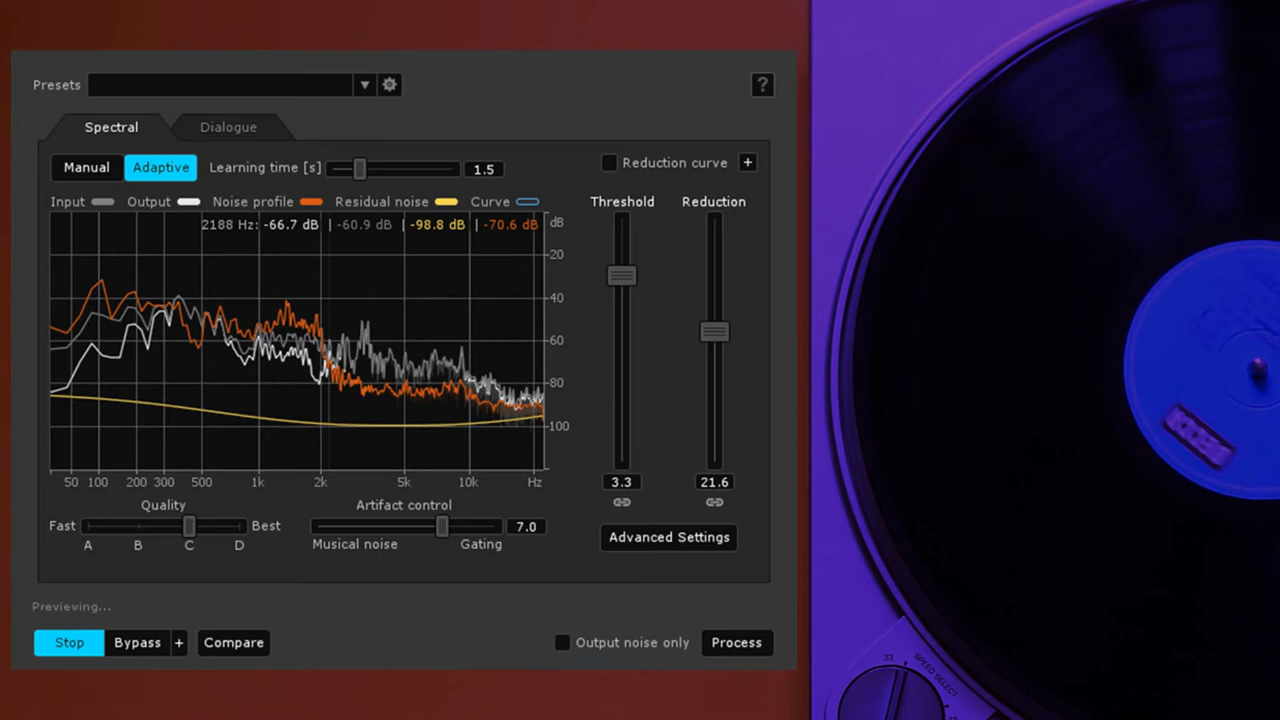 Presets
?
Spectral
Dialogue
Manual
Adaptive
Learning time [s]
1.5
Reduction curve
+
Input
Output
Noise profile
Residual noise
Curve
2188 Hz: -66.7 dB | -60.9 dB | -98.8 dB | -70.6 dB
dB
20
40
60
80
100
50 100 200 300 500 1k 2k 5k 10k Hz
Threshold
Reduction
3.3
21.6
Quality
Fast
Best
A B C D
Artifact control
7.0
Musical noise
Gating
Advanced Settings
Previewing...
Stop
Bypass
+
Compare
Output noise only
Process
33
SPEED SELECT